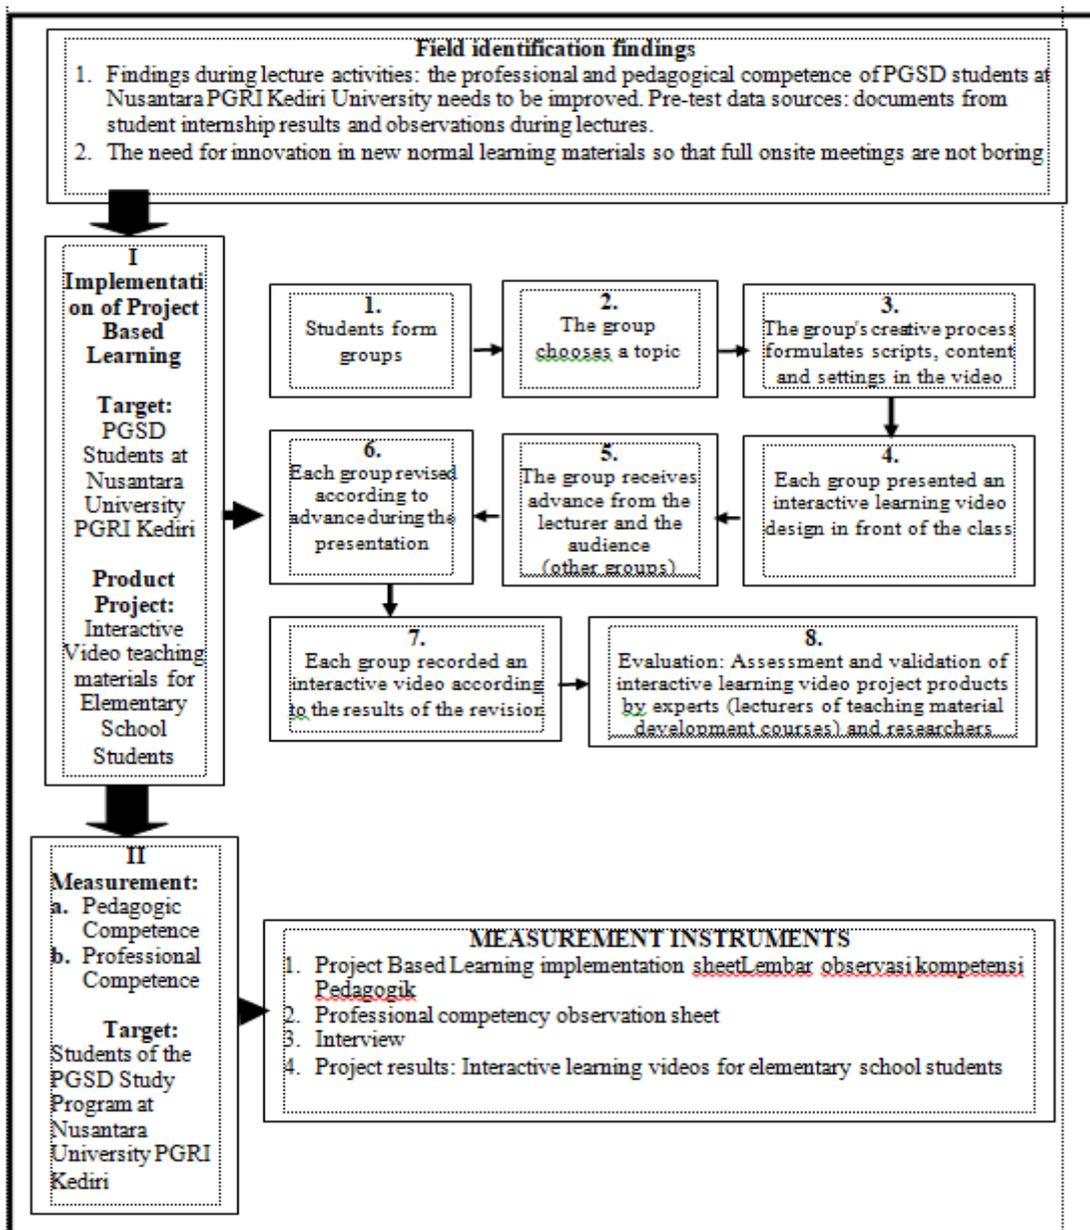 Field identification findings
1. Findings during lecture activities: the professional and pedagogical competence of PGSD students at
Nusantara PGRI Kediri University needs to be improved. Pre-test data sources: documents from
student internship results and observations during lectures.
2. The need for innovation in new normal learning materials so that full onsite meetings are not boring
I
Implementati
on of Project
Based
Learning
Target:
PGSD
Students at
Nusantara
University
PGRI Kediri
Product
Project:
Interactive
Video teaching
materials for
Elementary
School
Students
1.
Students form
groups
2.
The group
chooses a topic
3.
The group's creative process
formulates scripts, content
and settings in the video
4.
Each group presented an
interactive learning video
design in front of the class
5.
The group receives
advance from the
lecturer and the
audience
(other groups)
6.
Each group revised
according to
advance during the
presentation
7.
Each group recorded an
interactive video according
to the results of the revision
8.
Evaluation: Assessment and validation of
interactive learning video project products
by experts (lecturers of teaching material
development courses) and researchers
II
Measurement:
a. Pedagogic
Competence
b. Professional
Competence
Target:
Students of the
PGSD Study
Program at
Nusantara
University PGRI
Kediri
MEASUREMENT INSTRUMENTS
1. Project Based Learning implementation sheetLembar observasi kompetensi
Pedagogik
2. Professional competency observation sheet
3. Interview
4. Project results: Interactive learning videos for elementary school students